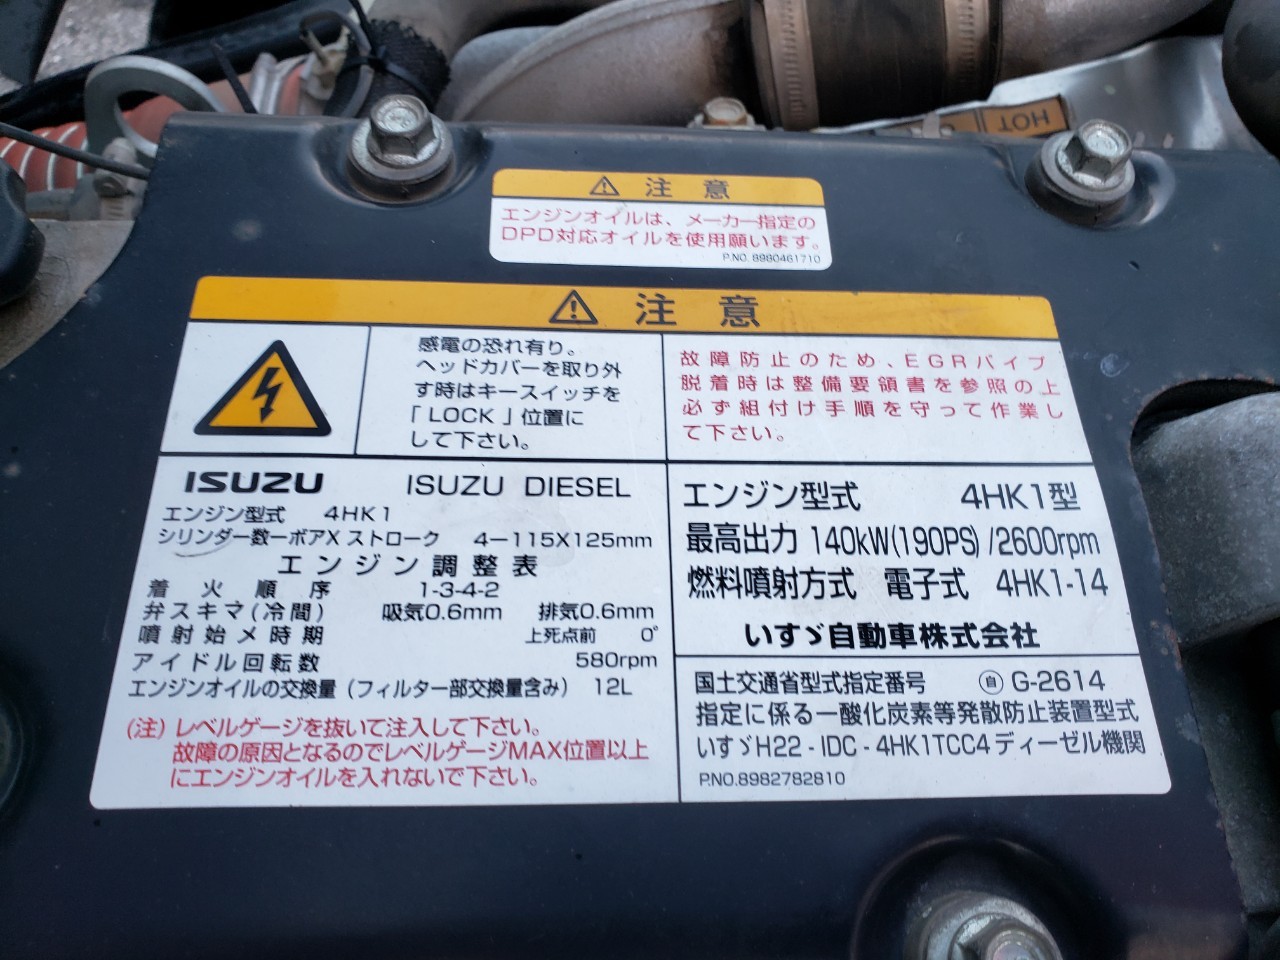 HOT
注意
エンジンオイルは、メーカー指定の
DPD対応オイルを使用願います。
P.NO. 8980461710
注意
感電の恐れ有り。
ヘッドカバーを取り外
す時はキースイッチを
「LOCK」位置に
して下さい。
故障防止のため、EGRパイプ
脱着時は整備要領書を参照の上
必ず組付け手順を守って作業し
て下さい。
ISUZU ISUZU DIESEL
エンジン型式 4HK1
シリンダー数ーボアX ストローク 4-115X125mm
エンジン調整表
着火順序 1-3-4-2
弁スキマ(冷間) 吸気0.6mm 排気0.6mm
噴射始メ時期 上死点前 0°
アイドル回転数 580rpm
エンジンオイルの交換量 (フィルター部交換量含み) 12L
(注) レベルゲージを抜いて注入して下さい。
故障の原因となるのでレベルゲージMAX位置以上
にエンジンオイルを入れないで下さい。
エンジン型式 4HK1型
最高出力 140kW(190PS)/2600rpm
燃料噴射方式 電子式 4HK1-14
いすゞ自動車株式会社
国土交通省型式指定番号 自 G-2614
指定に係る一酸化炭素等発散防止装置型式
いすゞH22-IDC-4HK1TCC4ディーゼル機関
P.NO.8982782810